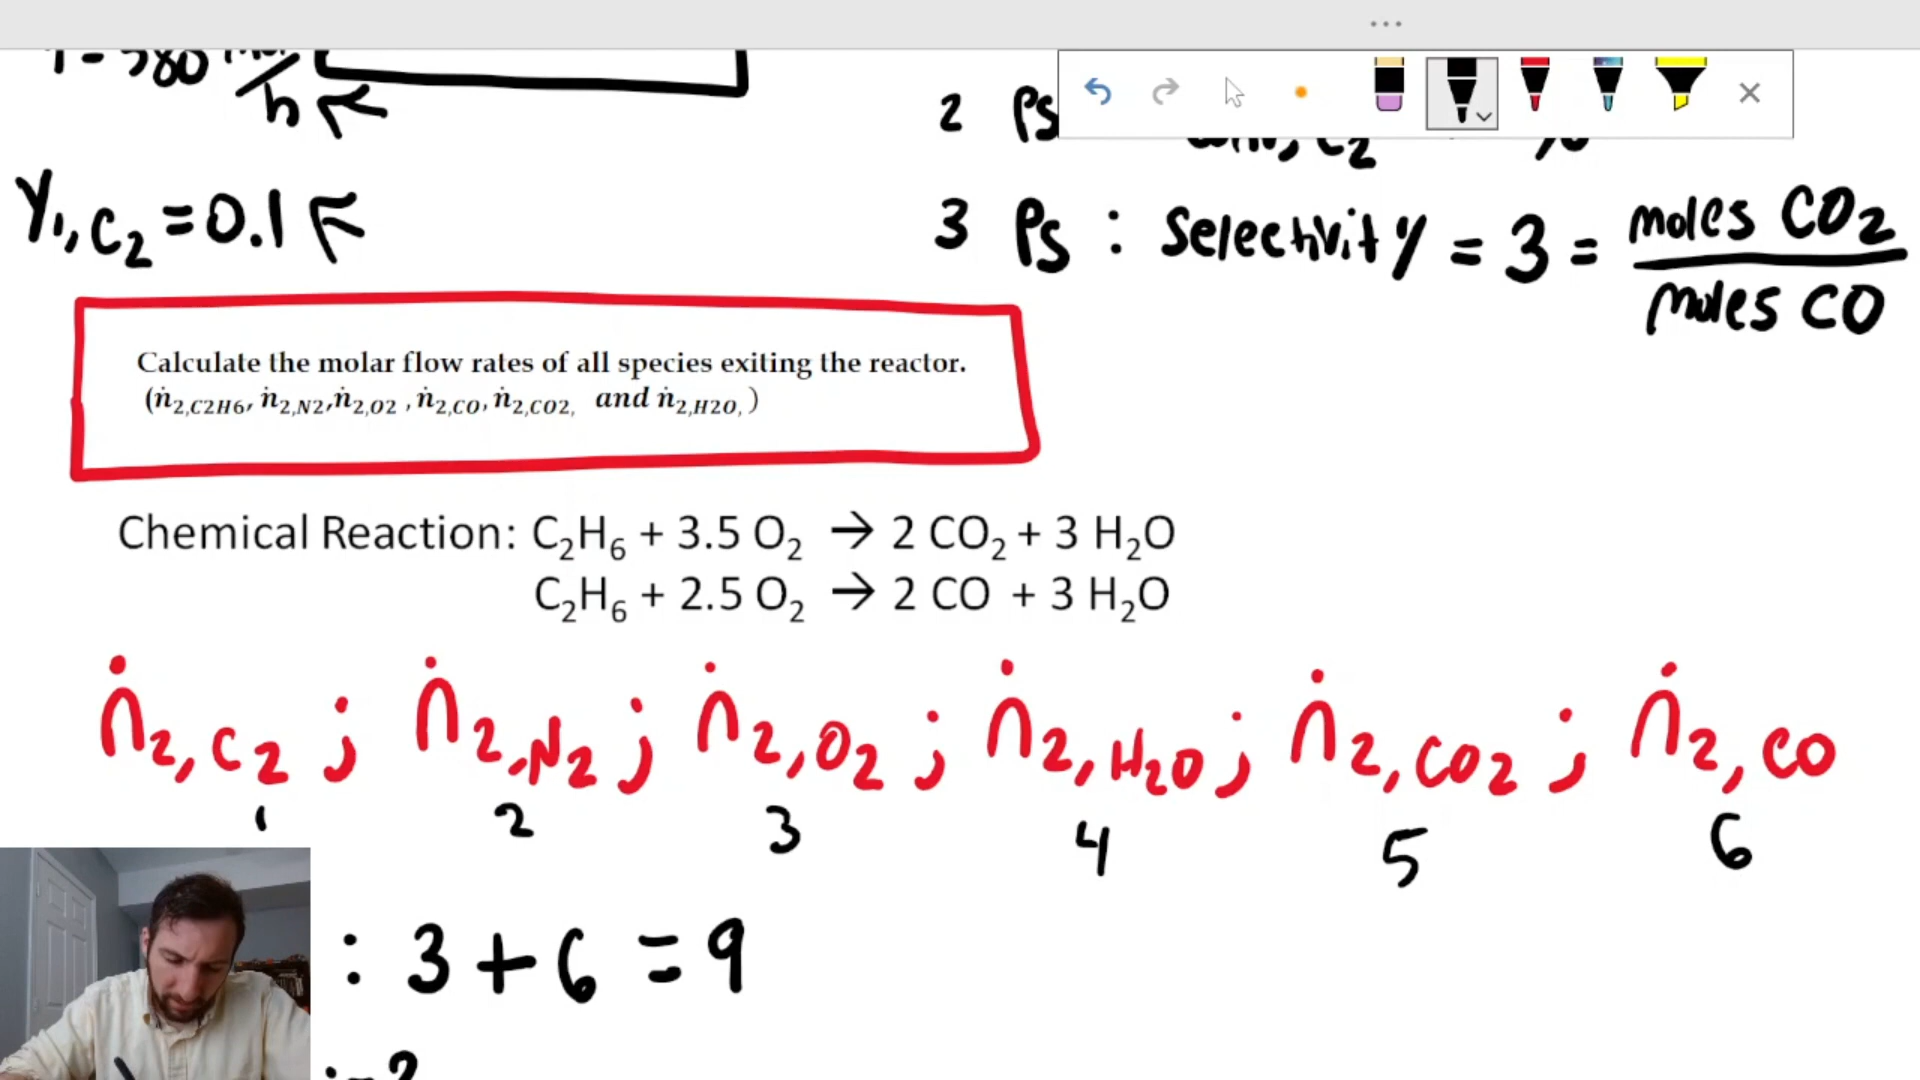 h
2 Ps
Y1,C2 = 0.1
3 Ps : Selectivity = 3 = moles CO2
moles CO
Calculate the molar flow rates of all species exiting the reactor.
(ṅ2,C2H6, ṅ2,N2,ṅ2,O2 ,ṅ2,CO, ṅ2,CO2, and ṅ2,H2O, )
Chemical Reaction: C2H6 + 3.5 O2 → 2 CO2 + 3 H2O
C2H6 + 2.5 O2 → 2 CO + 3 H2O
ṅ2,C2 ; ṅ2,N2 ; ṅ2,O2 ; ṅ2,H2O ; ṅ2,CO2 ; ṅ2,CO
1 2 3 4 5 6
: 3 + 6 = 9